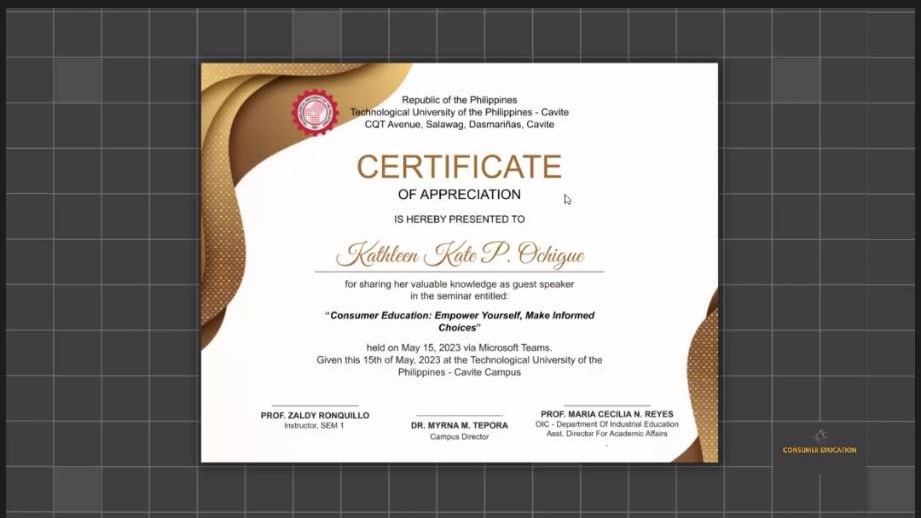 Republic of the Philippines
Technological University of the Philippines - Cavite
CQT Avenue, Salawag, Dasmariñas, Cavite
CERTIFICATE
OF APPRECIATION
IS HEREBY PRESENTED TO
Kathleen Kate P. Ochigue
for sharing her valuable knowledge as guest speaker
in the seminar entitled:
“Consumer Education: Empower Yourself, Make Informed
Choices”
held on May 15, 2023 via Microsoft Teams.
Given this 15th of May, 2023 at the Technological University of the
Philippines - Cavite Campus
PROF. ZALDY RONQUILLO
Instructor, SEM 1
DR. MYRNA M. TEPORA
Campus Director
PROF. MARIA CECILIA N. REYES
OIC - Department Of Industrial Education
Asst. Director For Academic Affairs
CONSUMER EDUCATION